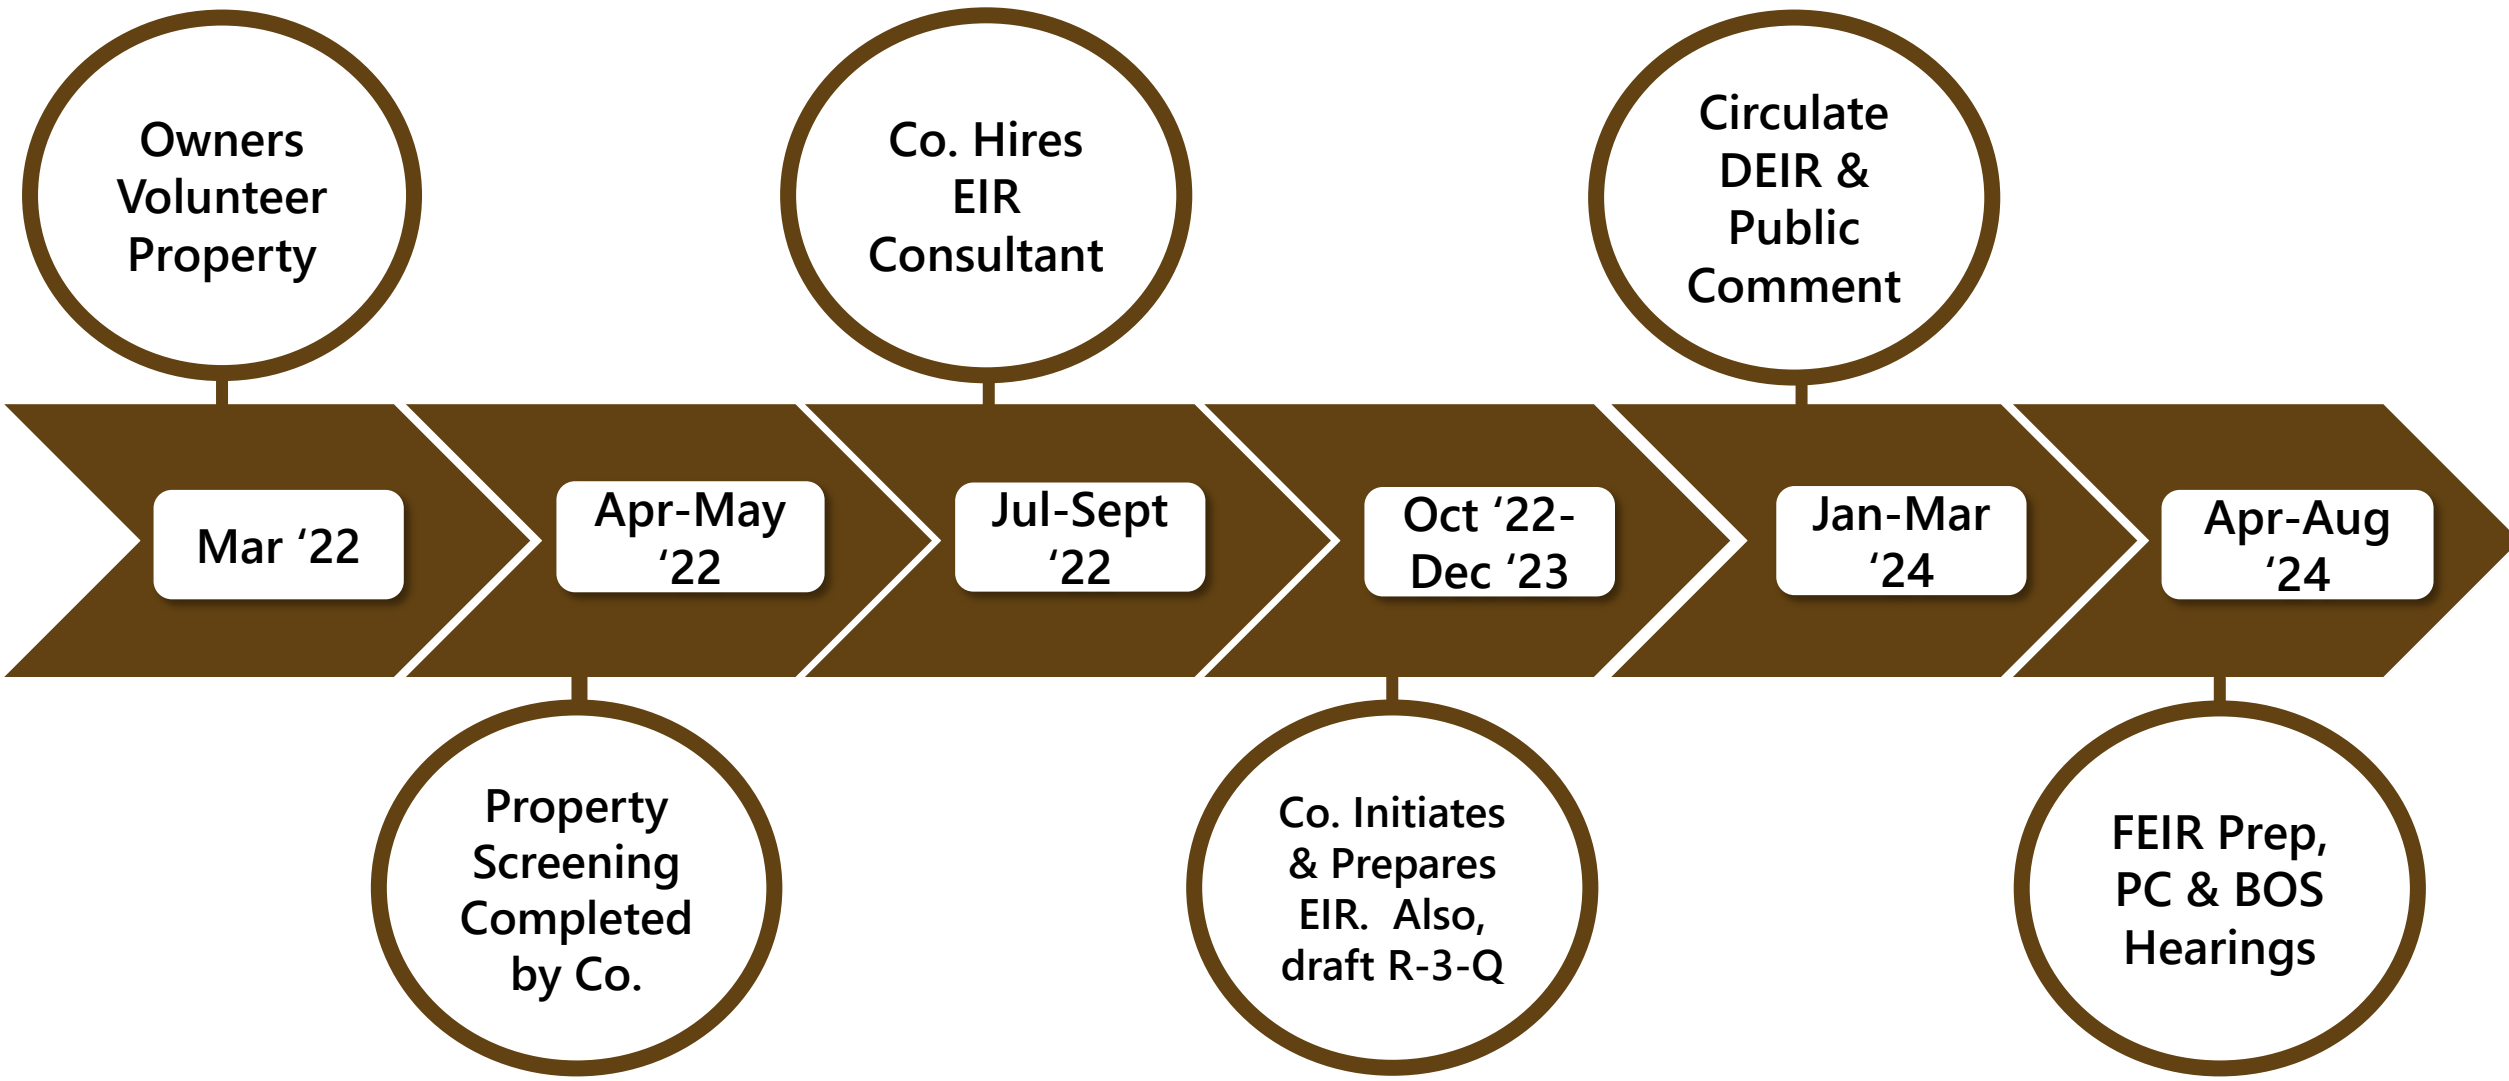 Owners
Volunteer
Property
Co. Hires
EIR
Consultant
Circulate
DEIR &
Public
Comment
Mar ‘22
Apr-May
‘22
Jul-Sept
‘22
Oct ‘22-
Dec ‘23
Jan-Mar
‘24
Apr-Aug
‘24
Property
Screening
Completed
by Co.
Co. Initiates
& Prepares
EIR.  Also,
draft R-3-Q
FEIR Prep,
PC & BOS
Hearings